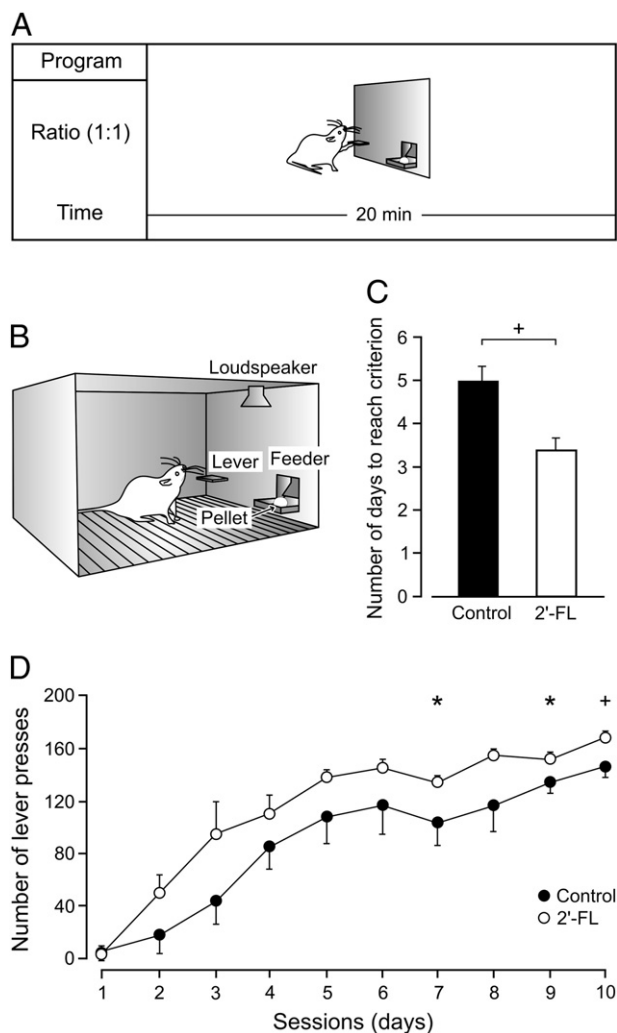 A
Program
Ratio (1:1)
Time
20 min
B
Loudspeaker
Lever
Feeder
Pellet
C
Number of days to reach criterion
6
5
4
3
2
1
0
+
Control
2'-FL
D
Number of lever presses
200
160
120
80
40
0
* * +
Control
2'-FL
1 2 3 4 5 6 7 8 9 10
Sessions (days)